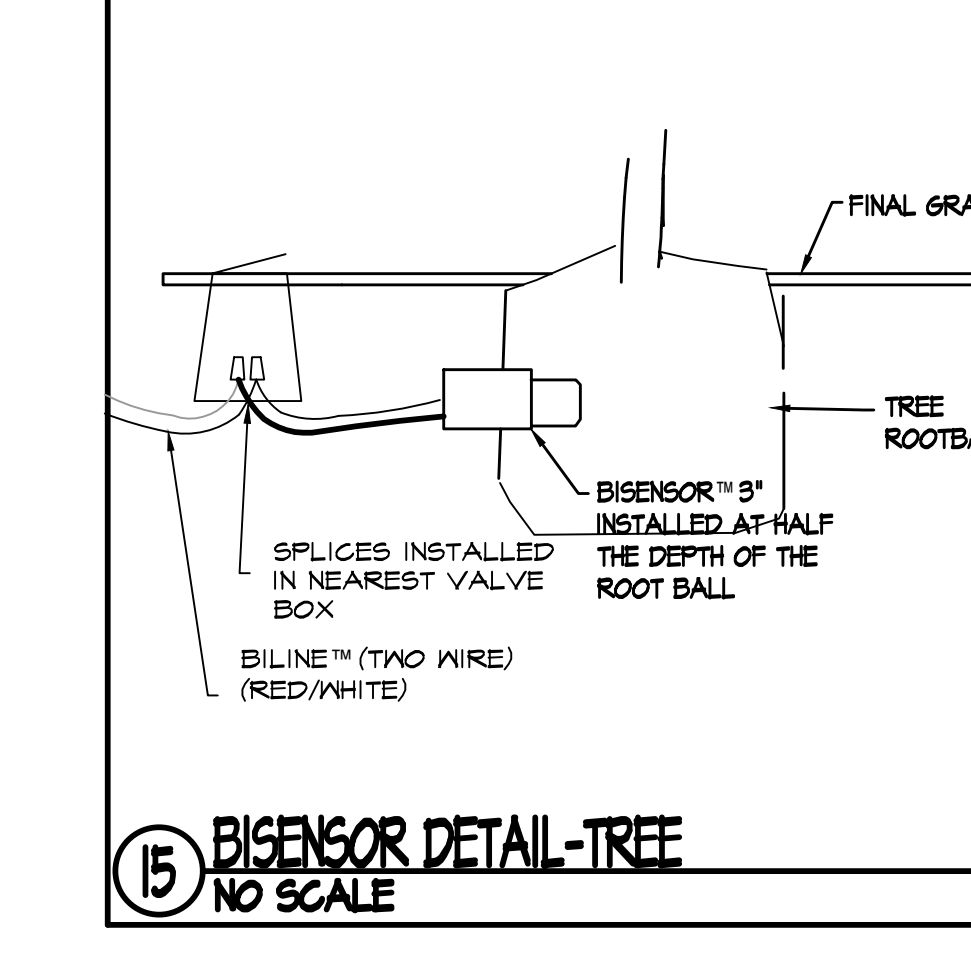 FINAL GRA
TREE
ROOTBA
BISENSOR™ 3"
INSTALLED AT HALF
THE DEPTH OF THE
ROOT BALL
SPLICES INSTALLED
IN NEAREST VALVE
BOX
BILINE™ (TWO WIRE)
(RED/WHITE)
15
BISENSOR DETAIL-TREE
NO SCALE